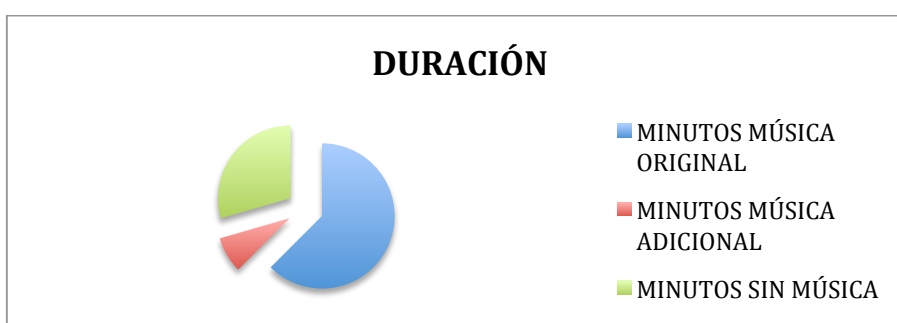 DURACIÓN
MINUTOS MÚSICA
ORIGINAL
MINUTOS MÚSICA
ADICIONAL
MINUTOS SIN MÚSICA